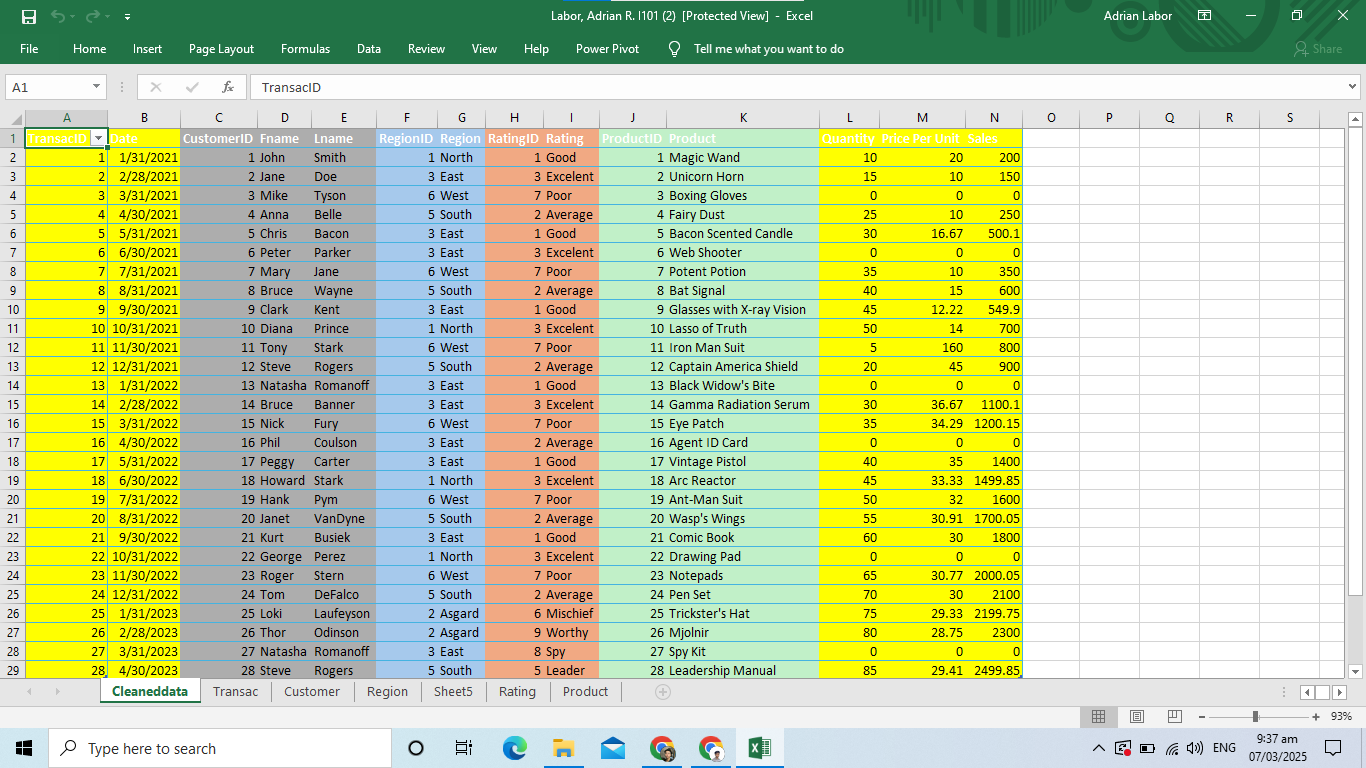 Labor, Adrian R. I101 (2) [Protected View] - Excel
Adrian Labor
File Home Insert Page Layout Formulas Data Review View Help Power Pivot Tell me what you want to do Share
A1 fx TransacID
A B C D E F G H I J K L M N O P Q R S
1 TransacID Date CustomerID Fname Lname RegionID Region RatingID Rating ProductID Product Quantity Price Per Unit Sales
2 1 1/31/2021 1 John Smith 1 North 1 Good 1 Magic Wand 10 20 200
3 2 2/28/2021 2 Jane Doe 3 East 3 Excelent 2 Unicorn Horn 15 10 150
4 3 3/31/2021 3 Mike Tyson 6 West 7 Poor 3 Boxing Gloves 0 0 0
5 4 4/30/2021 4 Anna Belle 5 South 2 Average 4 Fairy Dust 25 10 250
6 5 5/31/2021 5 Chris Bacon 3 East 1 Good 5 Bacon Scented Candle 30 16.67 500.1
7 6 6/30/2021 6 Peter Parker 3 East 3 Excelent 6 Web Shooter 0 0 0
8 7 7/31/2021 7 Mary Jane 6 West 7 Poor 7 Potent Potion 35 10 350
9 8 8/31/2021 8 Bruce Wayne 5 South 2 Average 8 Bat Signal 40 15 600
10 9 9/30/2021 9 Clark Kent 3 East 1 Good 9 Glasses with X-ray Vision 45 12.22 549.9
11 10 10/31/2021 10 Diana Prince 1 North 3 Excelent 10 Lasso of Truth 50 14 700
12 11 11/30/2021 11 Tony Stark 6 West 7 Poor 11 Iron Man Suit 5 160 800
13 12 12/31/2021 12 Steve Rogers 5 South 2 Average 12 Captain America Shield 20 45 900
14 13 1/31/2022 13 Natasha Romanoff 3 East 1 Good 13 Black Widow's Bite 0 0 0
15 14 2/28/2022 14 Bruce Banner 3 East 3 Excelent 14 Gamma Radiation Serum 30 36.67 1100.1
16 15 3/31/2022 15 Nick Fury 6 West 7 Poor 15 Eye Patch 35 34.29 1200.15
17 16 4/30/2022 16 Phil Coulson 3 East 2 Average 16 Agent ID Card 0 0 0
18 17 5/31/2022 17 Peggy Carter 3 East 1 Good 17 Vintage Pistol 40 35 1400
19 18 6/30/2022 18 Howard Stark 1 North 3 Excelent 18 Arc Reactor 45 33.33 1499.85
20 19 7/31/2022 19 Hank Pym 6 West 7 Poor 19 Ant-Man Suit 50 32 1600
21 20 8/31/2022 20 Janet VanDyne 5 South 2 Average 20 Wasp's Wings 55 30.91 1700.05
22 21 9/30/2022 21 Kurt Busiek 3 East 1 Good 21 Comic Book 60 30 1800
23 22 10/31/2022 22 George Perez 1 North 3 Excelent 22 Drawing Pad 0 0 0
24 23 11/30/2022 23 Roger Stern 6 West 7 Poor 23 Notepads 65 30.77 2000.05
25 24 12/31/2022 24 Tom DeFalco 5 South 2 Average 24 Pen Set 70 30 2100
26 25 1/31/2023 25 Loki Laufeyson 2 Asgard 6 Mischief 25 Trickster's Hat 75 29.33 2199.75
27 26 2/28/2023 26 Thor Odinson 2 Asgard 9 Worthy 26 Mjolnir 80 28.75 2300
28 27 3/31/2023 27 Natasha Romanoff 3 East 8 Spy 27 Spy Kit 0 0 0
29 28 4/30/2023 28 Steve Rogers 5 South 5 Leader 28 Leadership Manual 85 29.41 2499.85
Cleaneddata Transac Customer Region Sheet5 Rating Product
93%
Type here to search
ENG
9:37 am
07/03/2025